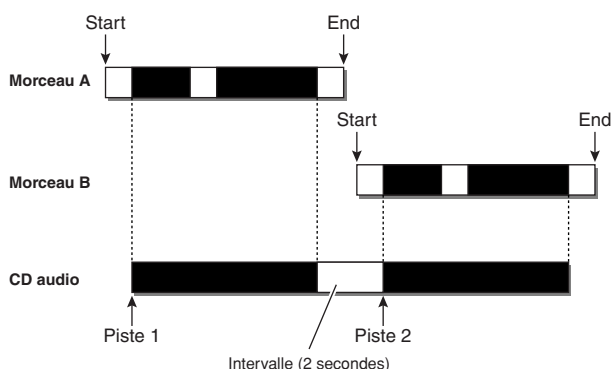 Start
End
Morceau A
Start
End
Morceau B
CD audio
Piste 1
Piste 2
Intervalle (2 secondes)